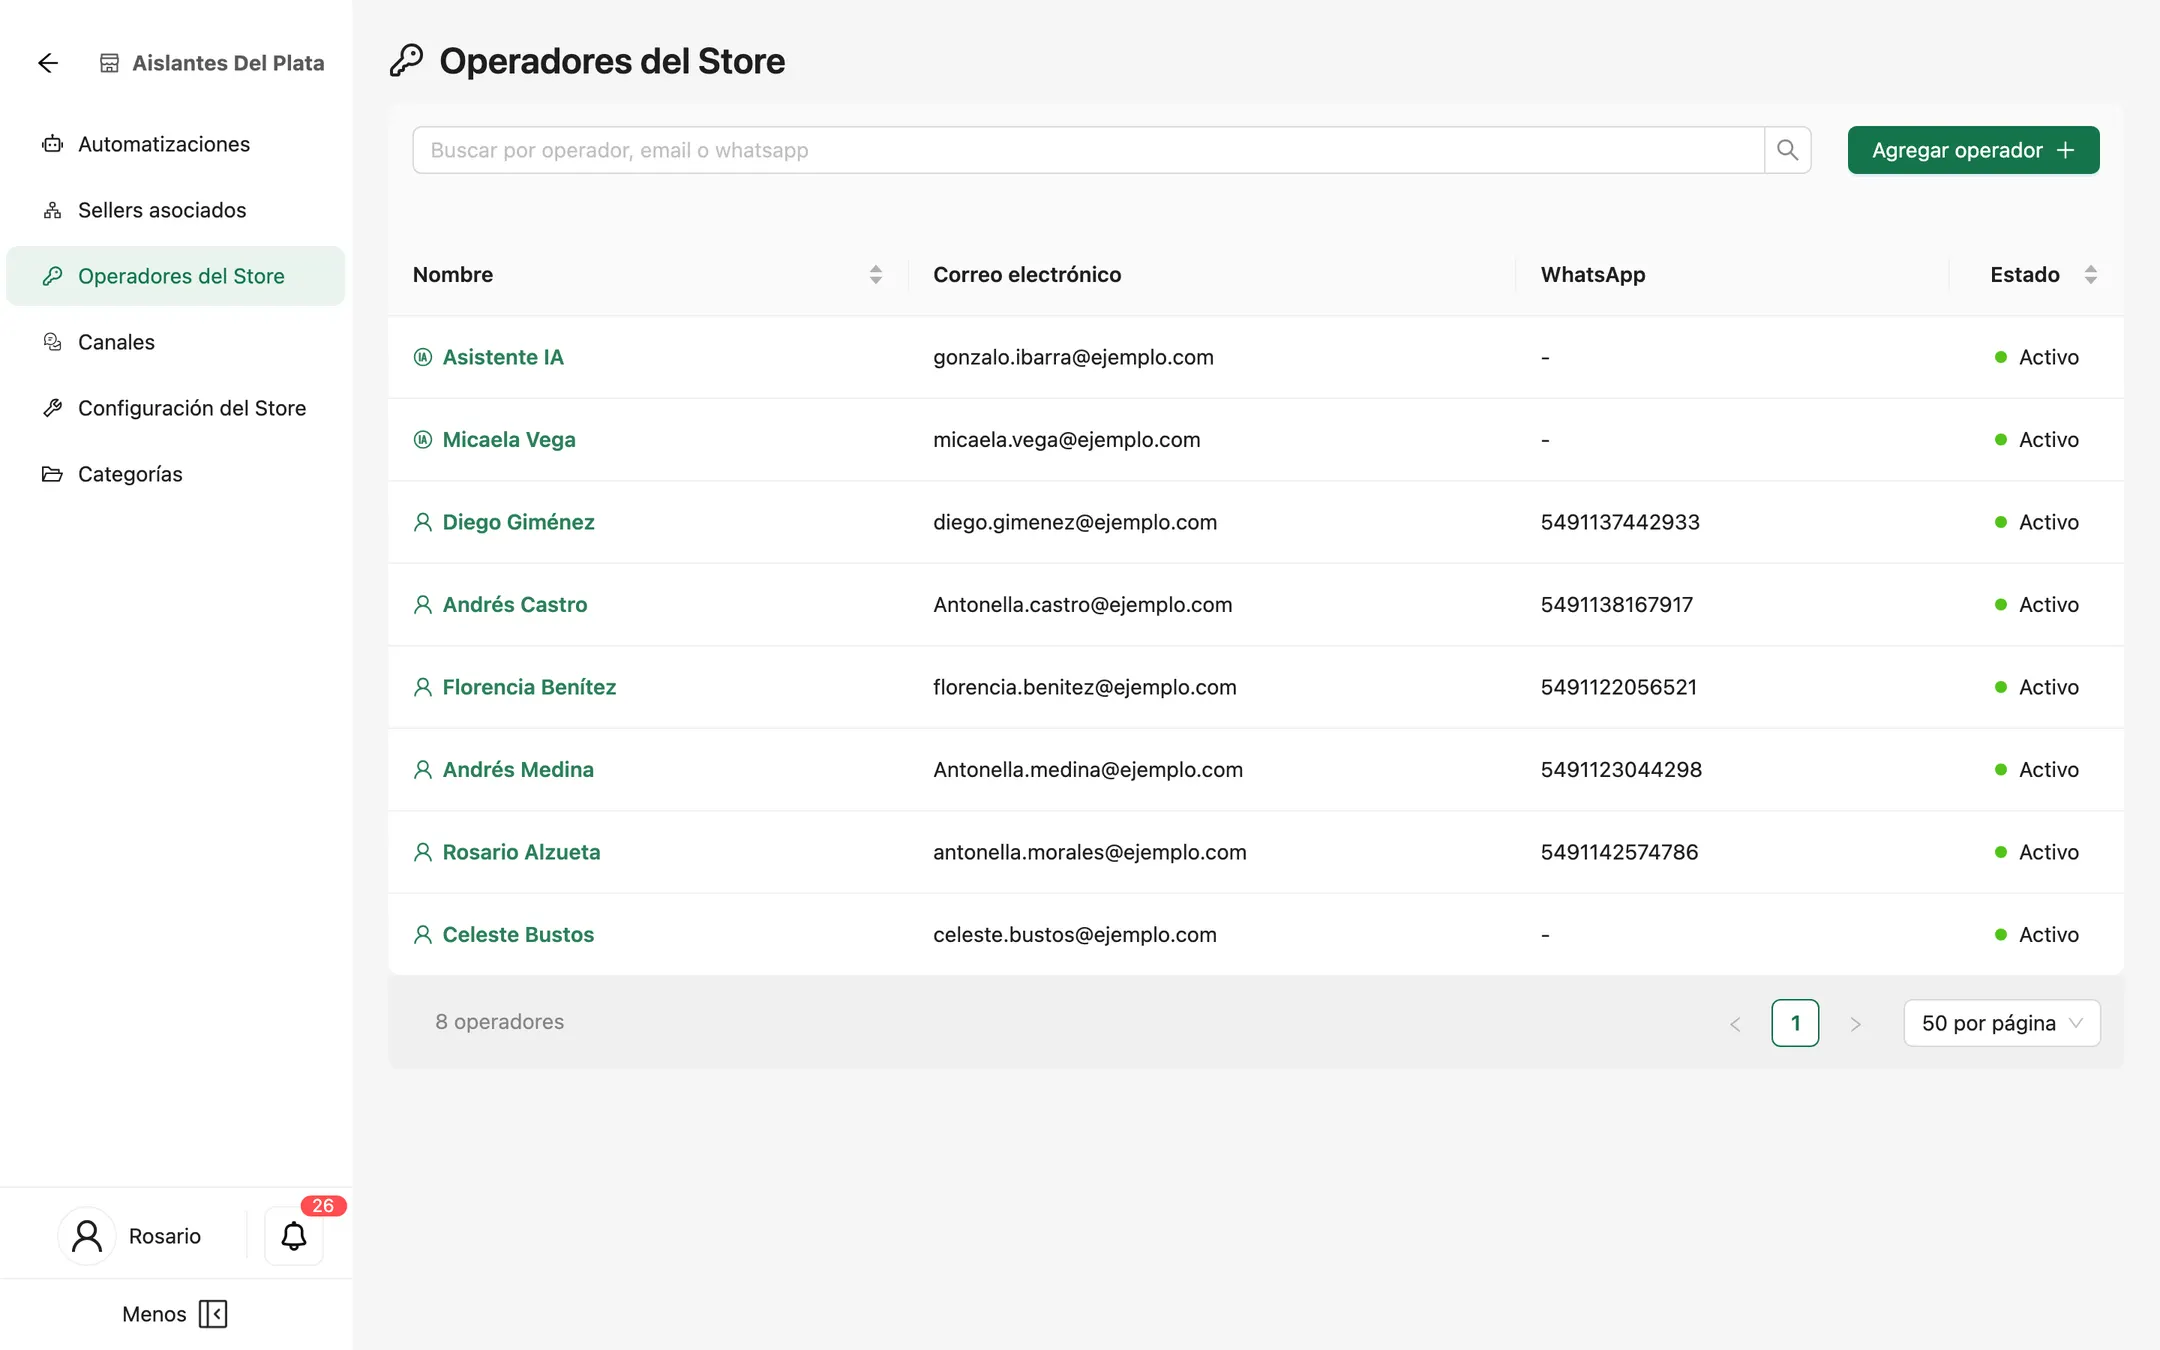 Aislantes Del Plata
Automatizaciones
Sellers asociados
Operadores del Store
Canales
Configuración del Store
Categorías
Rosario
26
Menos
Operadores del Store
Buscar por operador, email o whatsapp
Agregar operador
Nombre Correo electrónico WhatsApp Estado
IA Asistente IA gonzalo.ibarra@ejemplo.com - Activo
IA Micaela Vega micaela.vega@ejemplo.com - Activo
Diego Giménez diego.gimenez@ejemplo.com 5491137442933 Activo
Andrés Castro Antonella.castro@ejemplo.com 5491138167917 Activo
Florencia Benítez florencia.benitez@ejemplo.com 5491122056521 Activo
Andrés Medina Antonella.medina@ejemplo.com 5491123044298 Activo
Rosario Alzueta antonella.morales@ejemplo.com 5491142574786 Activo
Celeste Bustos celeste.bustos@ejemplo.com - Activo
8 operadores
1
50 por página